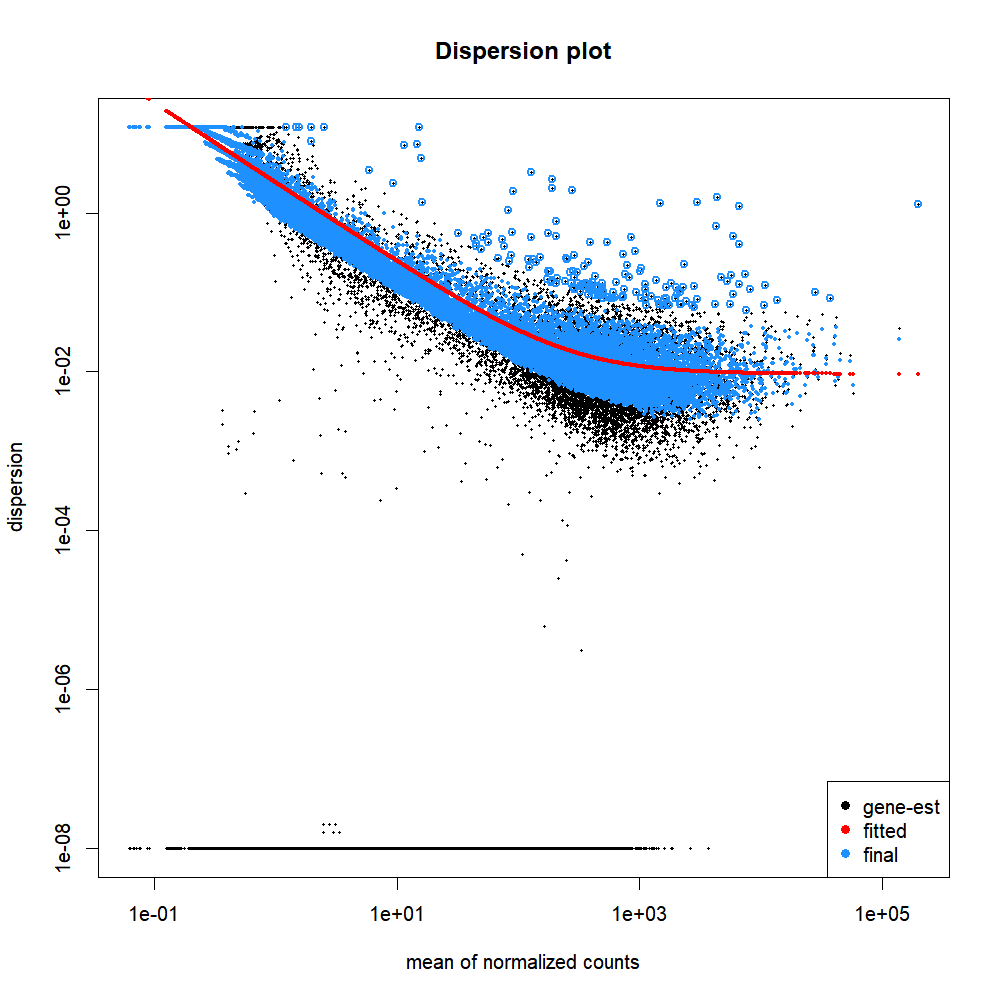 Dispersion plot
dispersion
1e+00
1e-02
1e-04
1e-06
1e-08
1e-01
1e+01
1e+03
1e+05
mean of normalized counts
gene-est
fitted
final